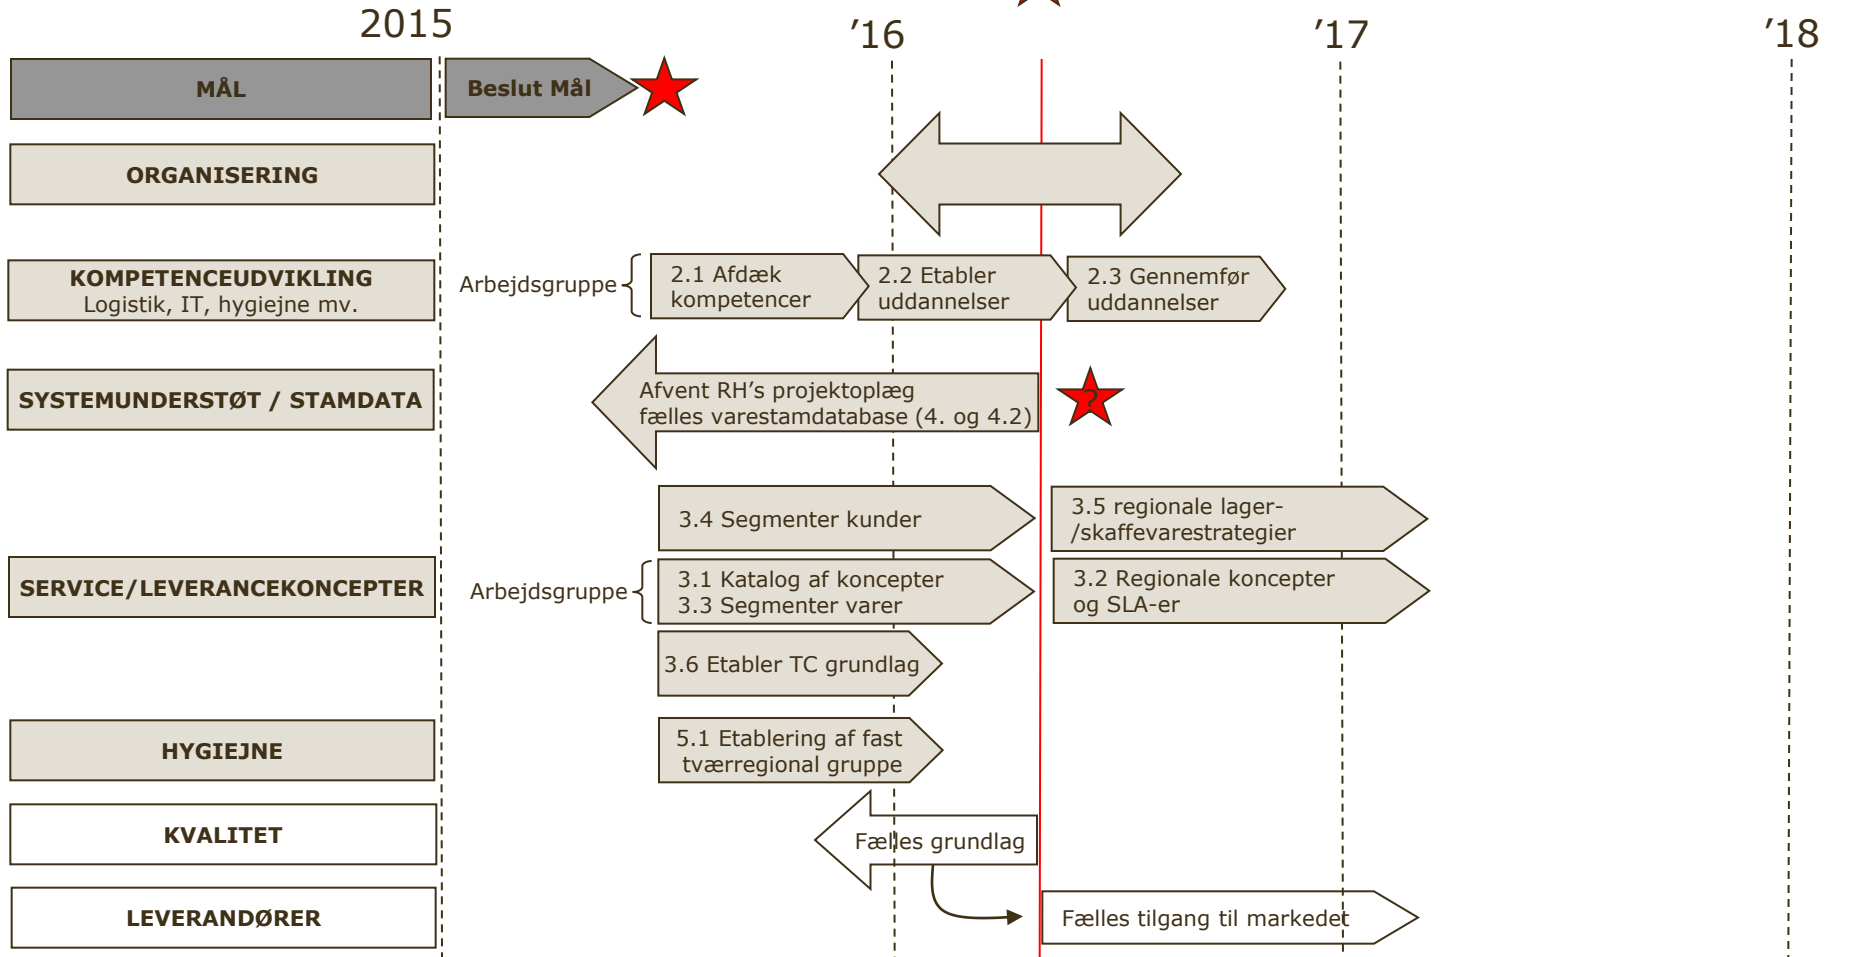 2015
’16
’17
’18
MÅL
Beslut Mål
ORGANISERING
KOMPETENCEUDVIKLING
Logistik, IT, hygiejne mv.
Arbejdsgruppe
2.1 Afdæk
kompetencer
2.2 Etabler
uddannelser
2.3 Gennemfør
uddannelser
SYSTEMUNDERSTØT / STAMDATA
Afvent RH’s projektoplæg
fælles varestamdatabase (4. og 4.2)
?
3.4 Segmenter kunder
3.5 regionale lager-
/skaffevarestrategier
SERVICE/LEVERANCEKONCEPTER
Arbejdsgruppe
3.1 Katalog af koncepter
3.3 Segmenter varer
3.2 Regionale koncepter
og SLA-er
3.6 Etabler TC grundlag
HYGIEJNE
5.1 Etablering af fast
tværregional gruppe
KVALITET
Fælles grundlag
LEVERANDØRER
Fælles tilgang til markedet